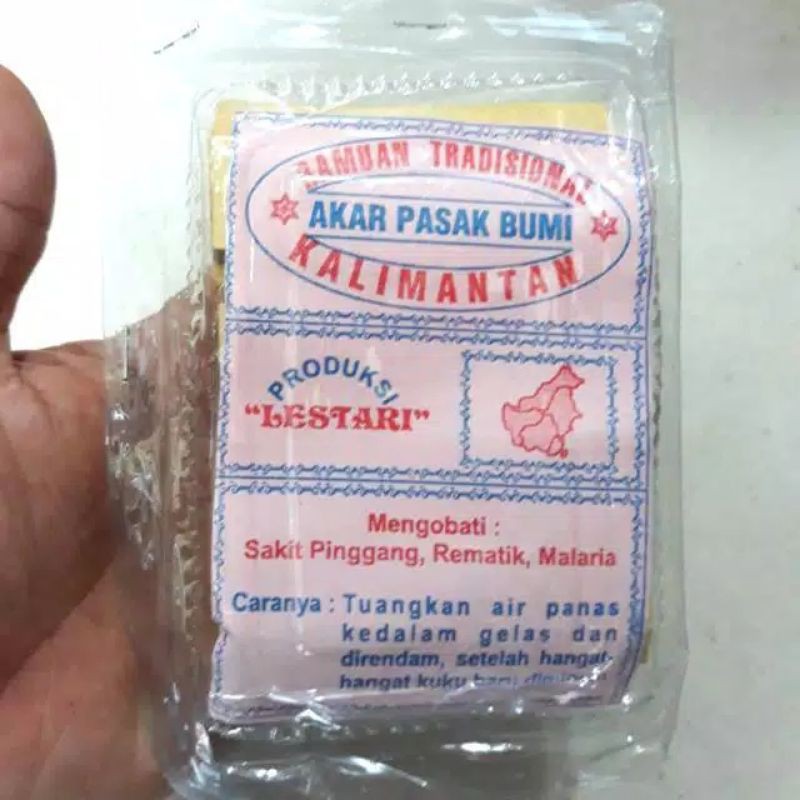 RAMUAN TRADISIONAL
AKAR PASAK BUMI
KALIMANTAN
PRODUKSI
"LESTARI"
Mengobati :
Sakit Pinggang, Rematik, Malaria
Caranya : Tuangkan air panas
kedalam gelas dan
direndam, setelah hangat-
hangat kuku baru